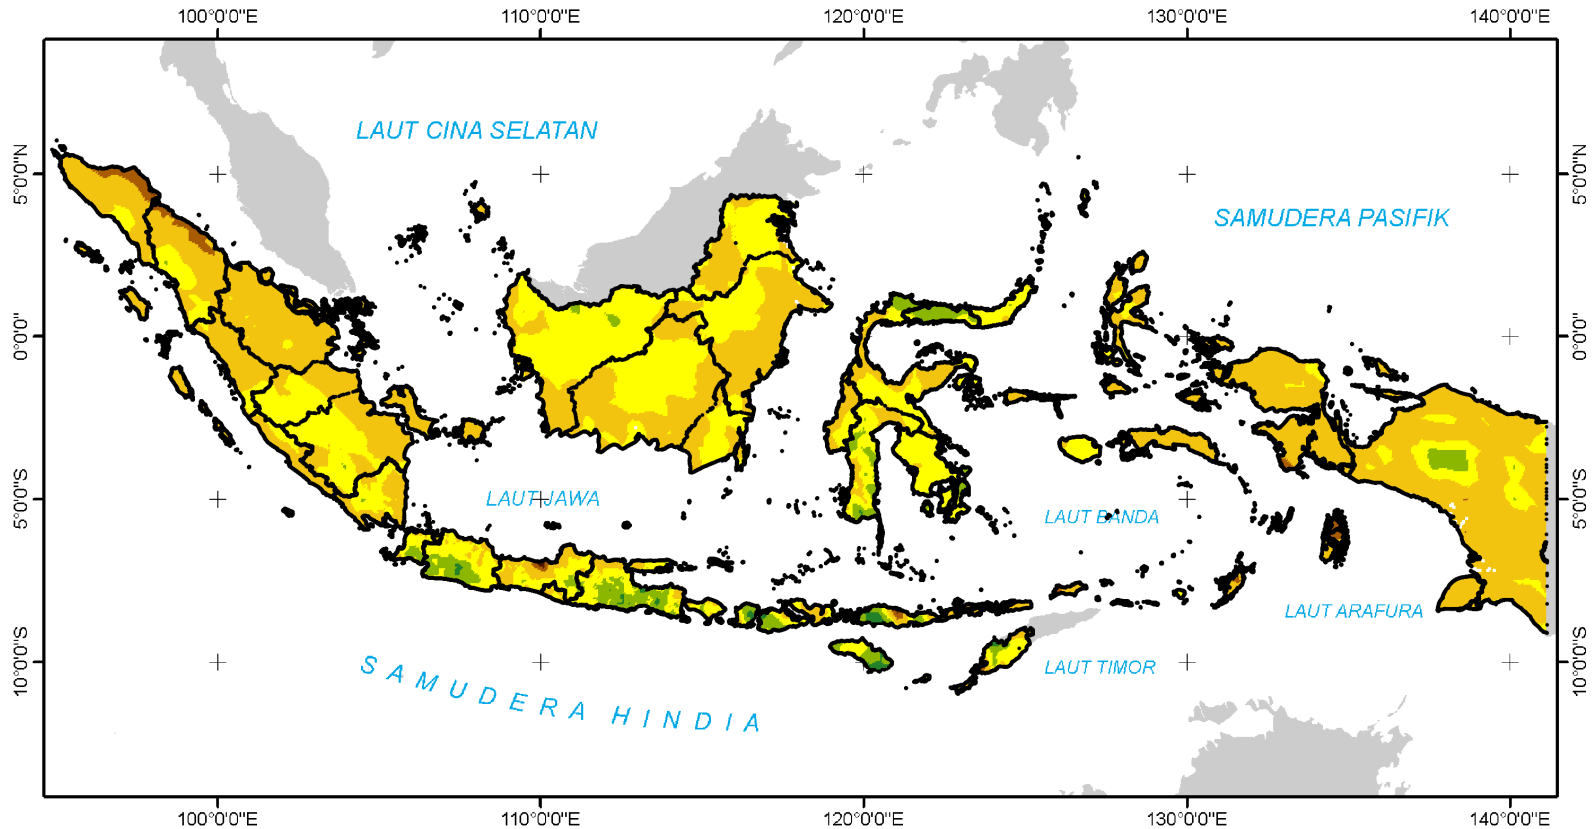 100°0'0"E 110°0'0"E 120°0'0"E 130°0'0"E 140°0'0"E
LAUT CINA SELATAN
5°0'0"N 5°0'0"N
SAMUDERA PASIFIK
0°0'0" 0°0'0"
5°0'0"S 5°0'0"S
LAUT JAWA
LAUT BANDA
LAUT ARAFURA
10°0'0"S 10°0'0"S
LAUT TIMOR
SAMUDERA HINDIA
100°0'0"E 110°0'0"E 120°0'0"E 130°0'0"E 140°0'0"E